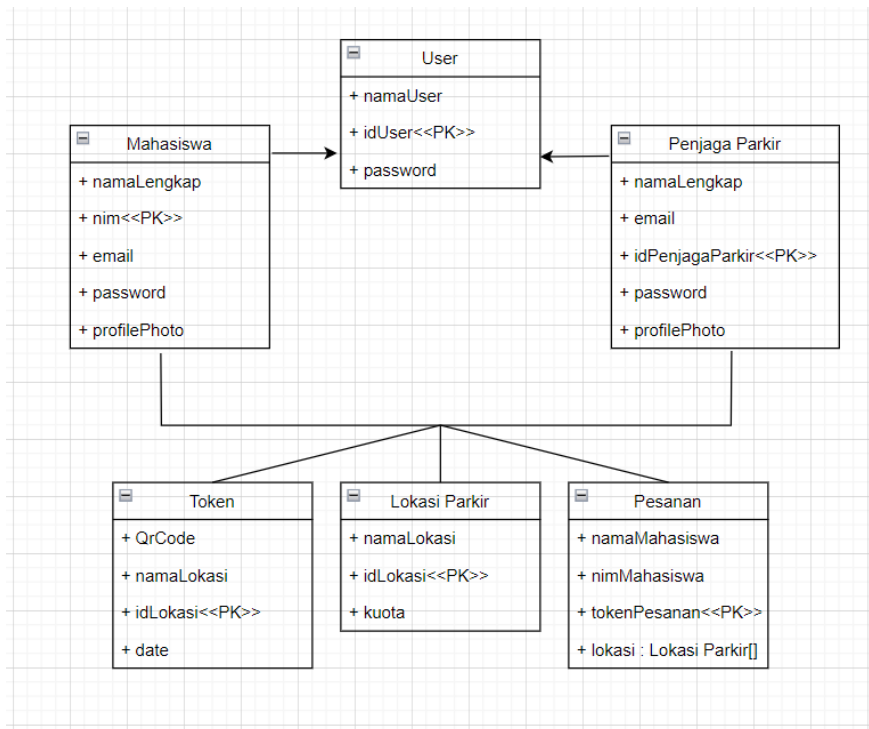 User
+ namaUser
+ idUser<<PK>>
+ password
Mahasiswa
+ namaLengkap
+ nim<<PK>>
+ email
+ password
+ profilePhoto
Penjaga Parkir
+ namaLengkap
+ email
+ idPenjagaParkir<<PK>>
+ password
+ profilePhoto
Token
+ QrCode
+ namaLokasi
+ idLokasi<<PK>>
+ date
Lokasi Parkir
+ namaLokasi
+ idLokasi<<PK>>
+ kuota
Pesanan
+ namaMahasiswa
+ nimMahasiswa
+ tokenPesanan<<PK>>
+ lokasi : Lokasi Parkir[]